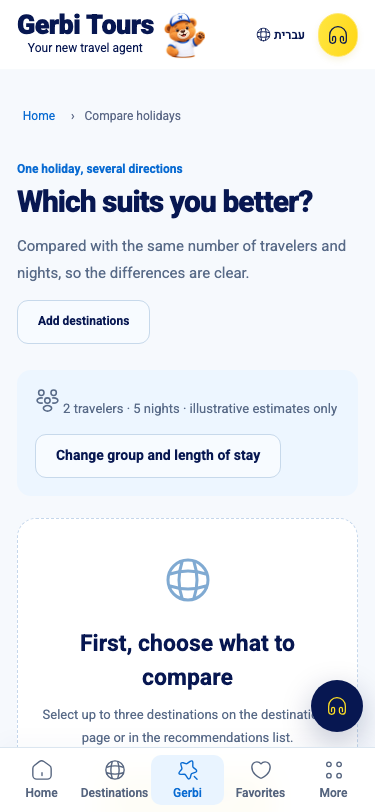 Gerbi Tours
Your new travel agent
עברית
Home › Compare holidays
One holiday, several directions
Which suits you better?
Compared with the same number of travelers and
nights, so the differences are clear.
Add destinations
2 travelers · 5 nights · illustrative estimates only
Change group and length of stay
First, choose what to
compare
Select up to three destinations on the
page or in the recommendations list.
Home
Destinations
Gerbi
Favorites
More